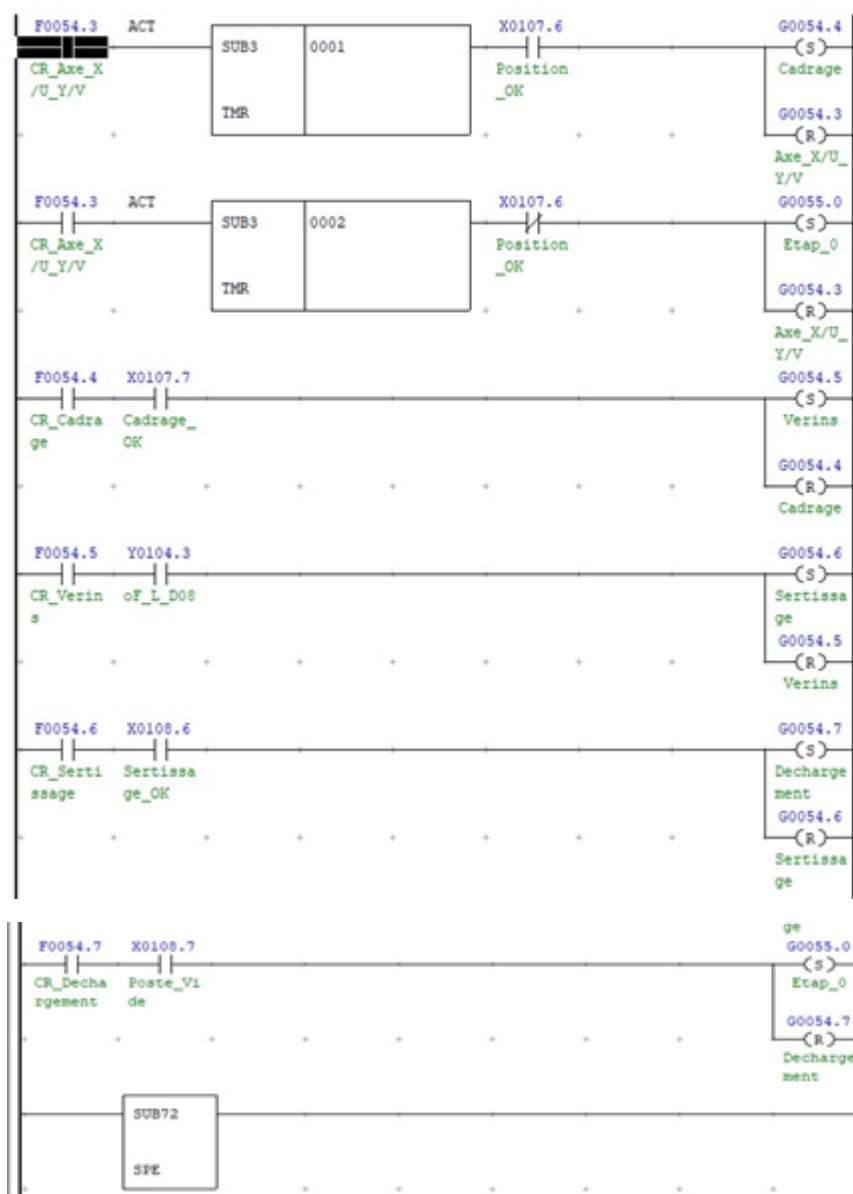 F0054.3 ACT X0107.6 G0054.4
SUB3 0001 (S)
CR_Axe_X Position Cadrage
/U_Y/V _OK
TMR G0054.3
(R)
Axe_X/U_
Y/V
F0054.3 ACT X0107.6 G0055.0
SUB3 0002 (S)
CR_Axe_X Position Etap_0
/U_Y/V _OK
TMR G0054.3
(R)
Axe_X/U_
Y/V
F0054.4 X0107.7 G0054.5
(S)
CR_Cadra Cadrage_ Verins
ge OK
G0054.4
(R)
Cadrage
F0054.5 Y0104.3 G0054.6
(S)
CR_Verin oF_L_D08 Sertissa
s ge
G0054.5
(R)
Verins
F0054.6 X0108.6 G0054.7
(S)
CR_Serti Sertissa Decharge
ssage ge_OK ment
G0054.6
(R)
Sertissa
ge
ge
F0054.7 X0108.7 G0055.0
(S)
CR_Decha Poste_Vi Etap_0
rgement de
G0054.7
(R)
Decharge
ment
SUB72
SPE